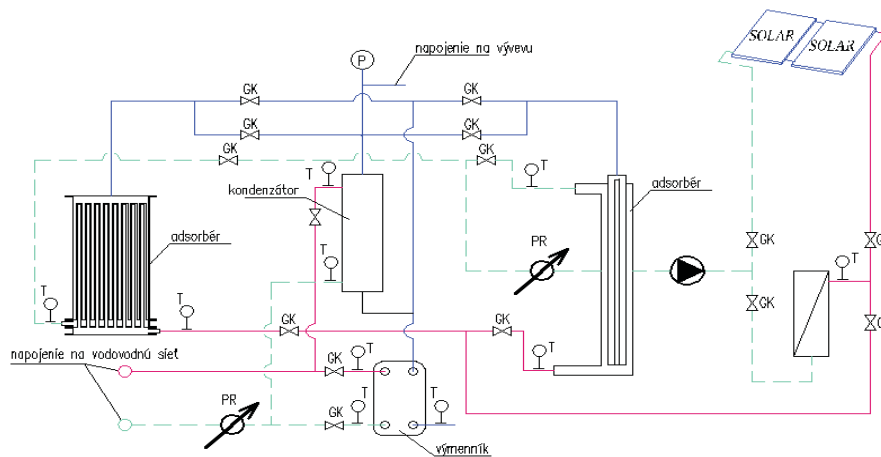 SOLAR
SOLAR
napojenie na vývevu
P
GK
GK
GK
GK
GK
GK
T
T
T
kondenzátor
adsorbér
adsorbér
PR
GK
G
T
T
T
T
GK
G
GK
GK
T
T
napojenie na vodovodnú sieť
GK
T
T
PR
GK
výmenník